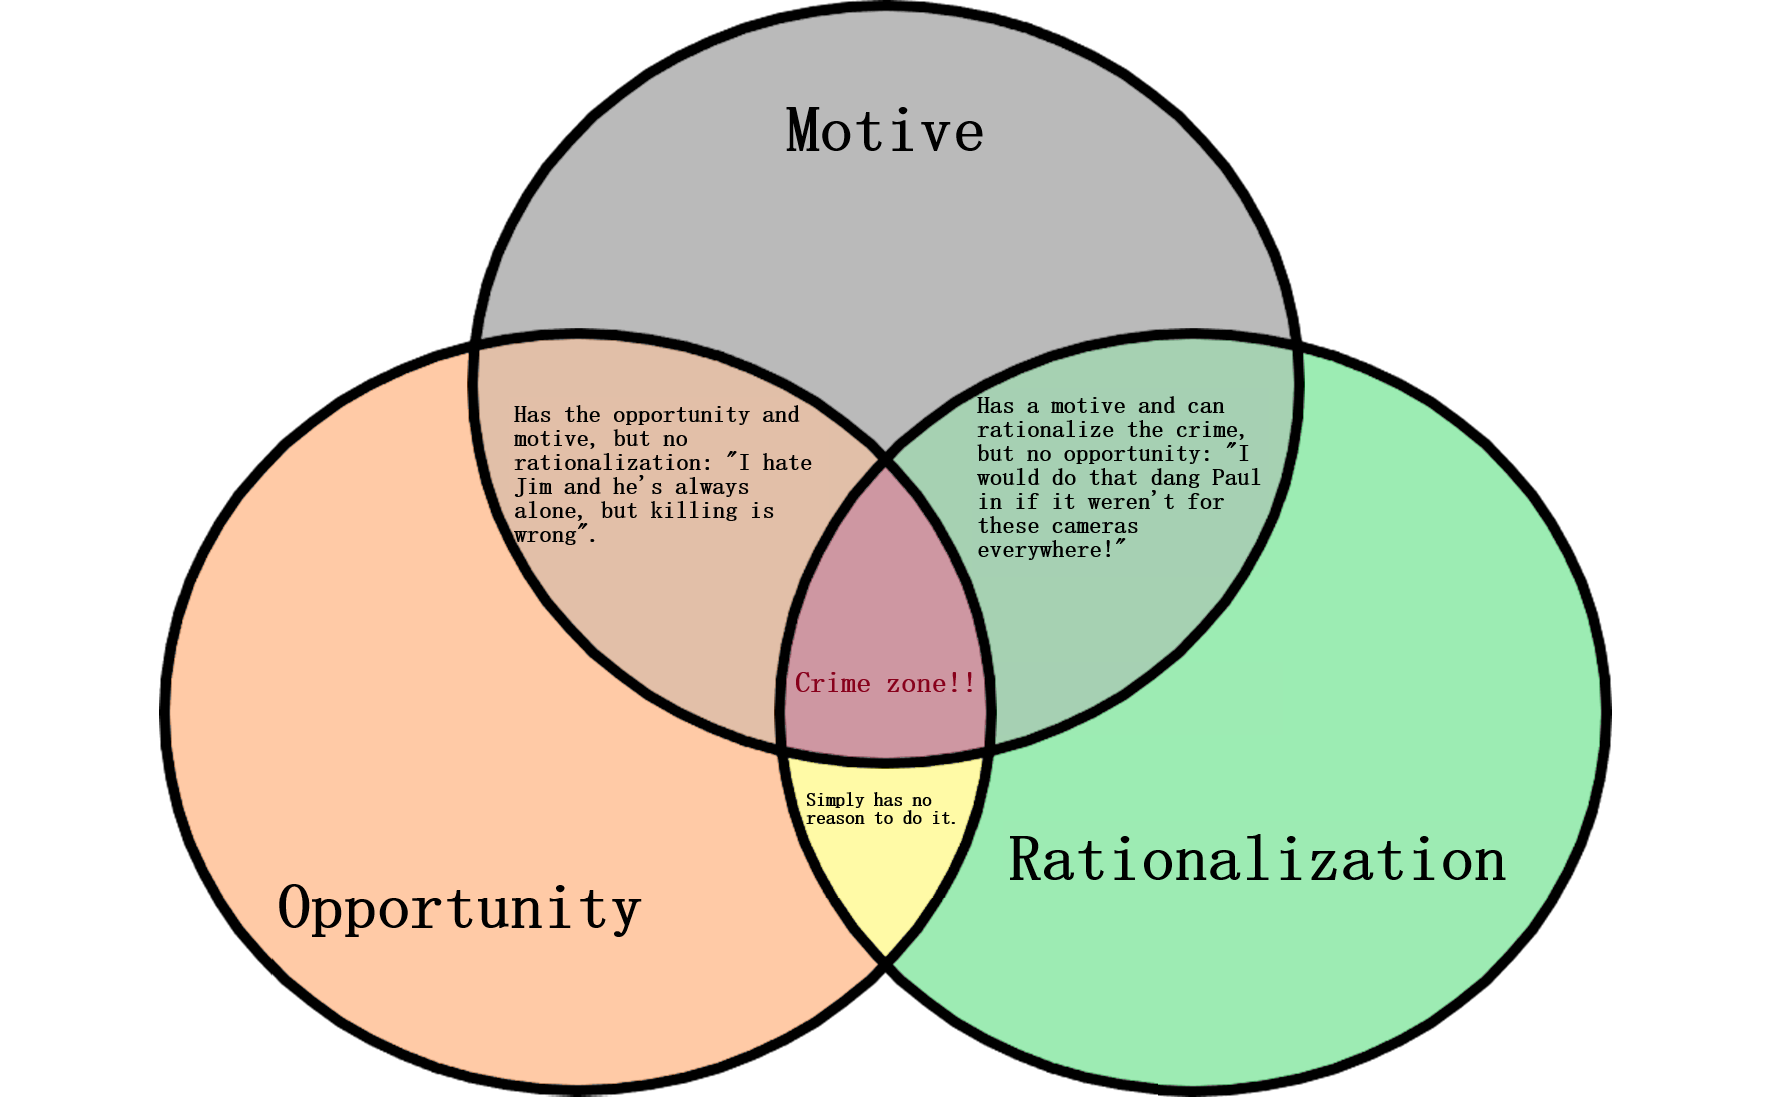 Motive
Has the opportunity and
motive, but no
rationalization: "I hate
Jim and he's always
alone, but killing is
wrong".
Has a motive and can
rationalize the crime,
but no opportunity: "I
would do that dang Paul
in if it weren't for
these cameras
everywhere!"
Crime zone!!
Simply has no
reason to do it.
Opportunity
Rationalization